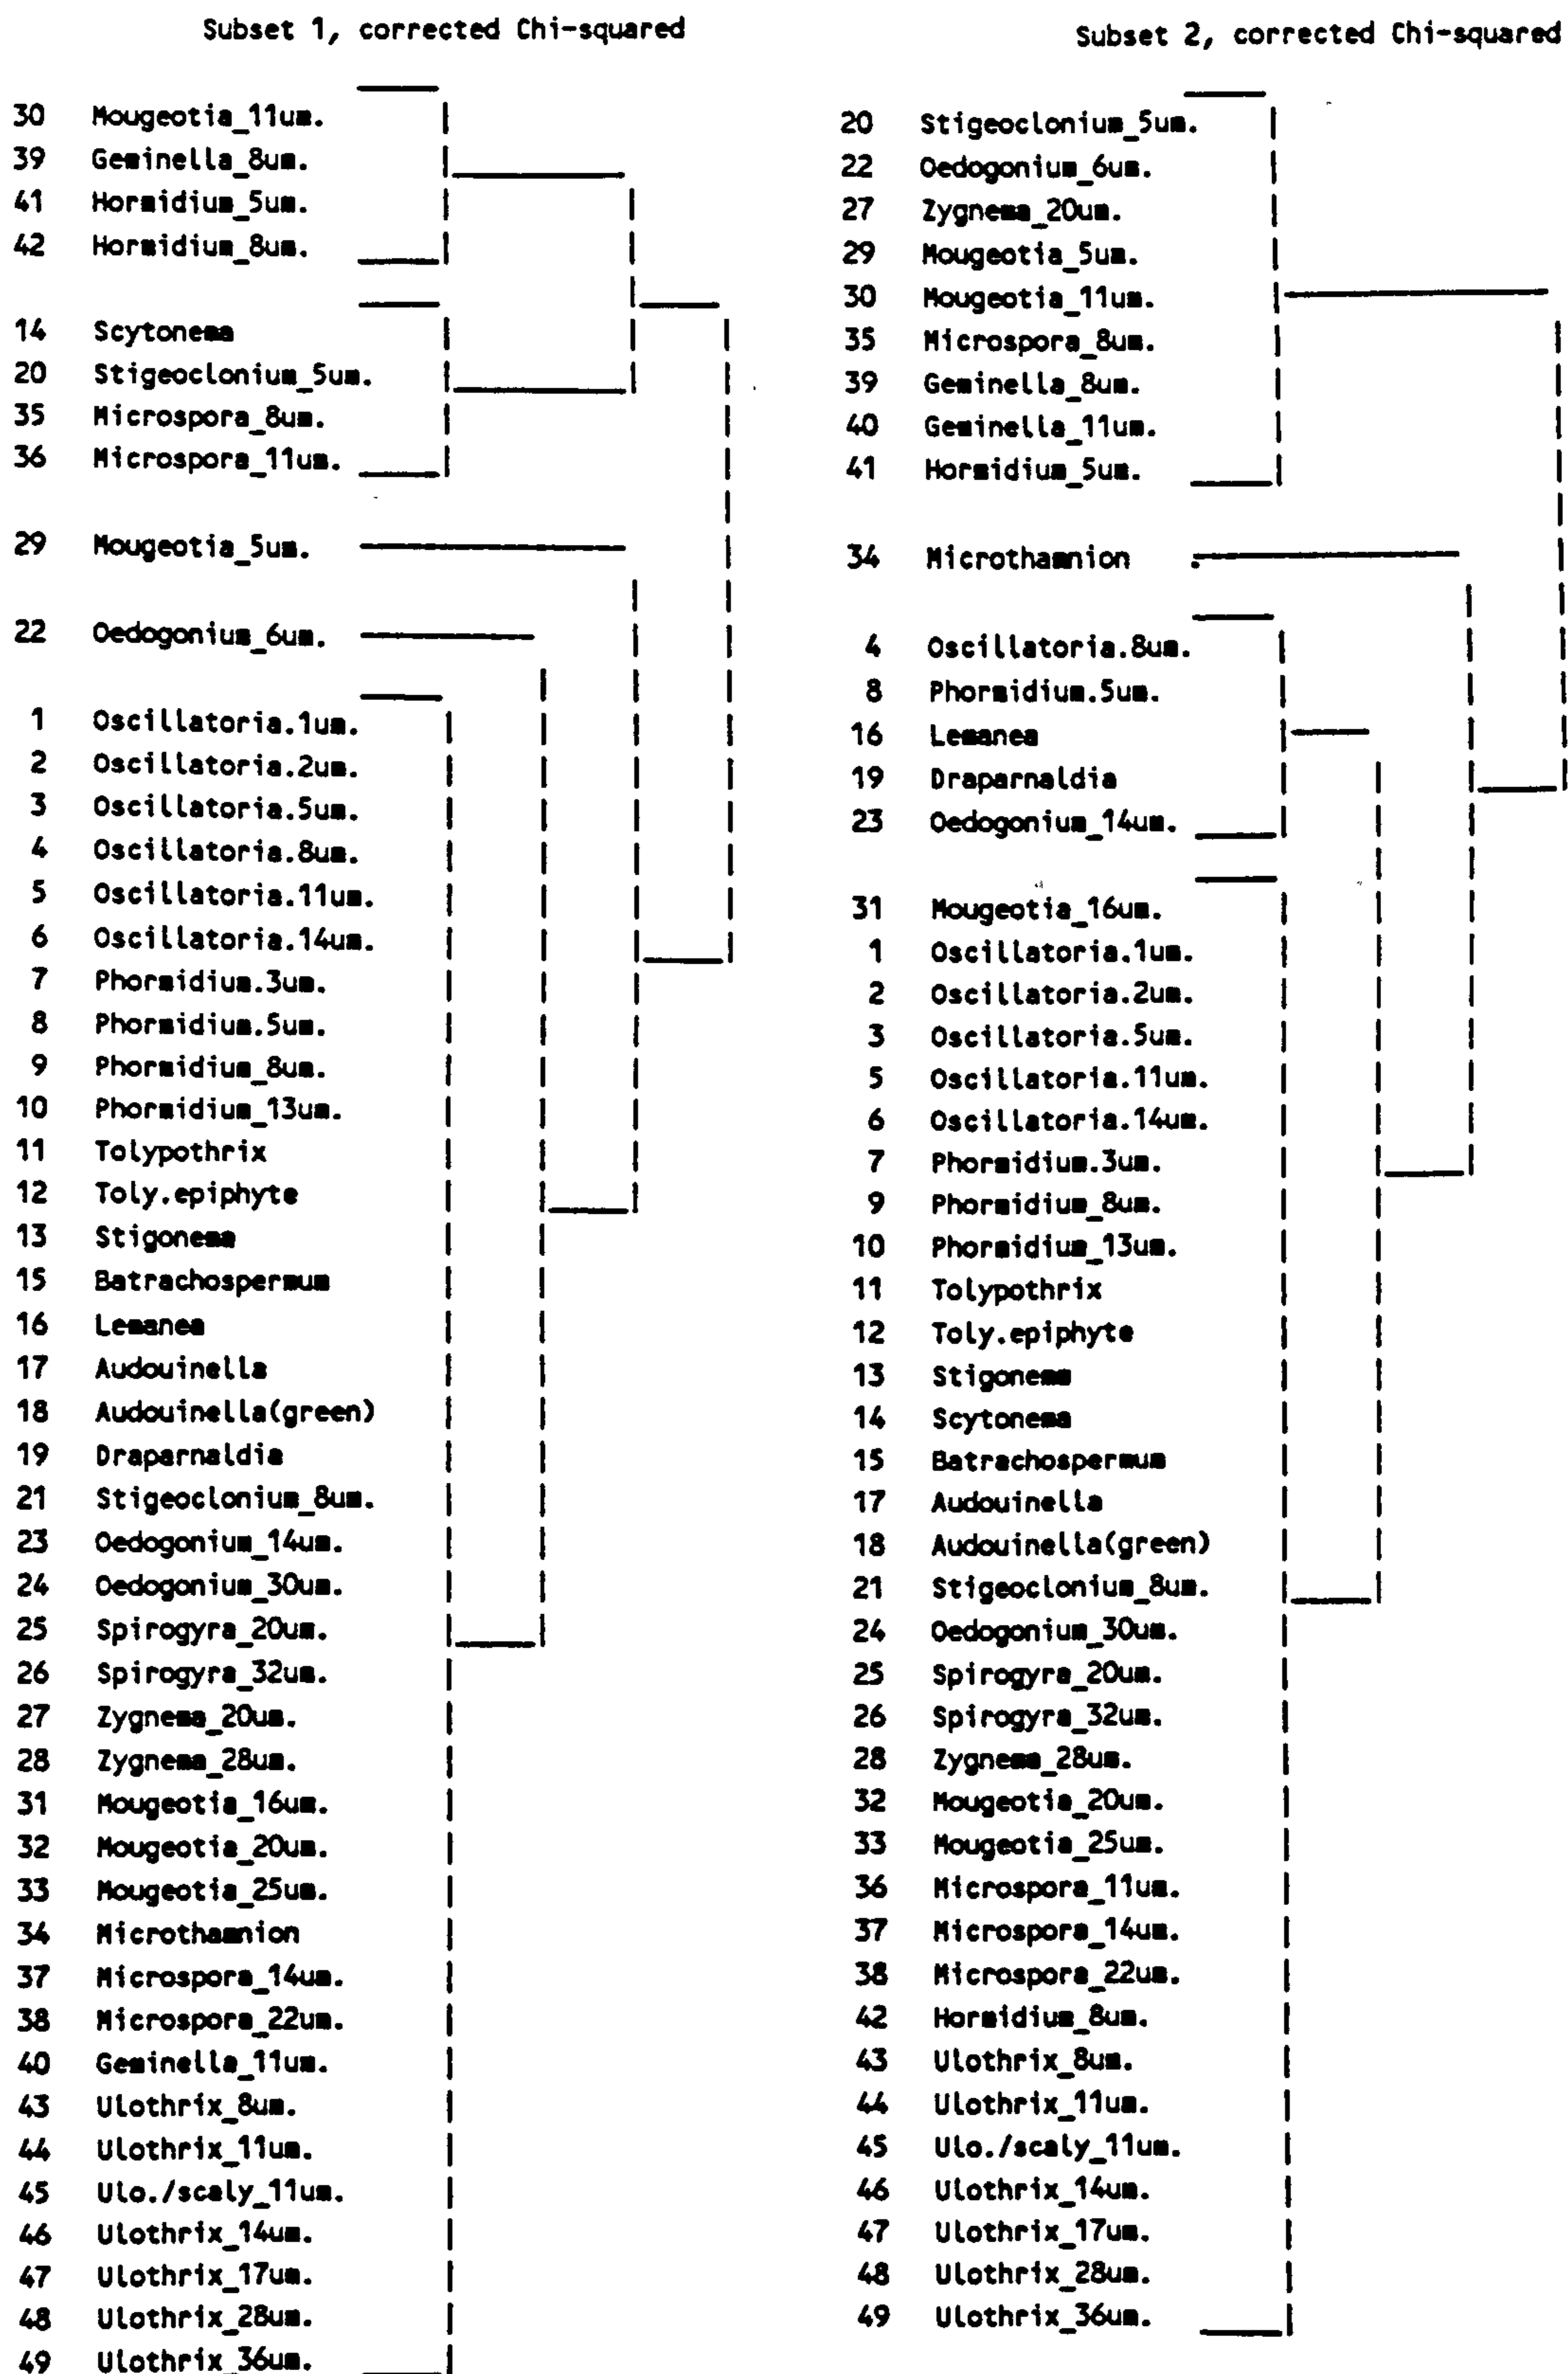 Subset 1, corrected Chi-squared
30 Mougeotia_11um.
39 Geminella_8um.
41 Hormidium_5um.
42 Hormidium_8um.
14 Scytonema
20 Stigeoclonium_5um.
35 Microspora_8um.
36 Microspora_11um.
29 Mougeotia_5um.
22 Oedogonium_6um.
1 Oscillatoria.1um.
2 Oscillatoria.2um.
3 Oscillatoria.5um.
4 Oscillatoria.8um.
5 Oscillatoria.11um.
6 Oscillatoria.14um.
7 Phormidium.3um.
8 Phormidium.5um.
9 Phormidium_8um.
10 Phormidium_13um.
11 Tolypothrix
12 Toly.epiphyte
13 Stigonema
15 Batrachospermum
16 Lemanea
17 Audouinella
18 Audouinella(green)
19 Draparnaldia
21 Stigeoclonium_8um.
23 Oedogonium_14um.
24 Oedogonium_30um.
25 Spirogyra_20um.
26 Spirogyra_32um.
27 Zygnema_20um.
28 Zygnema_28um.
31 Mougeotia_16um.
32 Mougeotia_20um.
33 Mougeotia_25um.
34 Microthamnion
37 Microspora_14um.
38 Microspora_22um.
40 Geminella_11um.
43 Ulothrix_8um.
44 Ulothrix_11um.
45 Ulo./scaly_11um.
46 Ulothrix_14um.
47 Ulothrix_17um.
48 Ulothrix_28um.
49 Ulothrix_36um.
Subset 2, corrected Chi-squared
20 Stigeoclonium_5um.
22 Oedogonium_6um.
27 Zygnema_20um.
29 Mougeotia_5um.
30 Mougeotia_11um.
35 Microspora_8um.
39 Geminella_8um.
40 Geminella_11um.
41 Hormidium_5um.
34 Microthamnion
4 Oscillatoria.8um.
8 Phormidium.5um.
16 Lemanea
19 Draparnaldia
23 Oedogonium_14um.
31 Mougeotia_16um.
1 Oscillatoria.1um.
2 Oscillatoria.2um.
3 Oscillatoria.5um.
5 Oscillatoria.11um.
6 Oscillatoria.14um.
7 Phormidium.3um.
9 Phormidium_8um.
10 Phormidium_13um.
11 Tolypothrix
12 Toly.epiphyte
13 Stigonema
14 Scytonema
15 Batrachospermum
17 Audouinella
18 Audouinella(green)
21 Stigeoclonium_8um.
24 Oedogonium_30um.
25 Spirogyra_20um.
26 Spirogyra_32um.
28 Zygnema_28um.
32 Mougeotia_20um.
33 Mougeotia_25um.
36 Microspora_11um.
37 Microspora_14um.
38 Microspora_22um.
42 Hormidium_8um.
43 Ulothrix_8um.
44 Ulothrix_11um.
45 Ulo./scaly_11um.
46 Ulothrix_14um.
47 Ulothrix_17um.
48 Ulothrix_28um.
49 Ulothrix_36um.